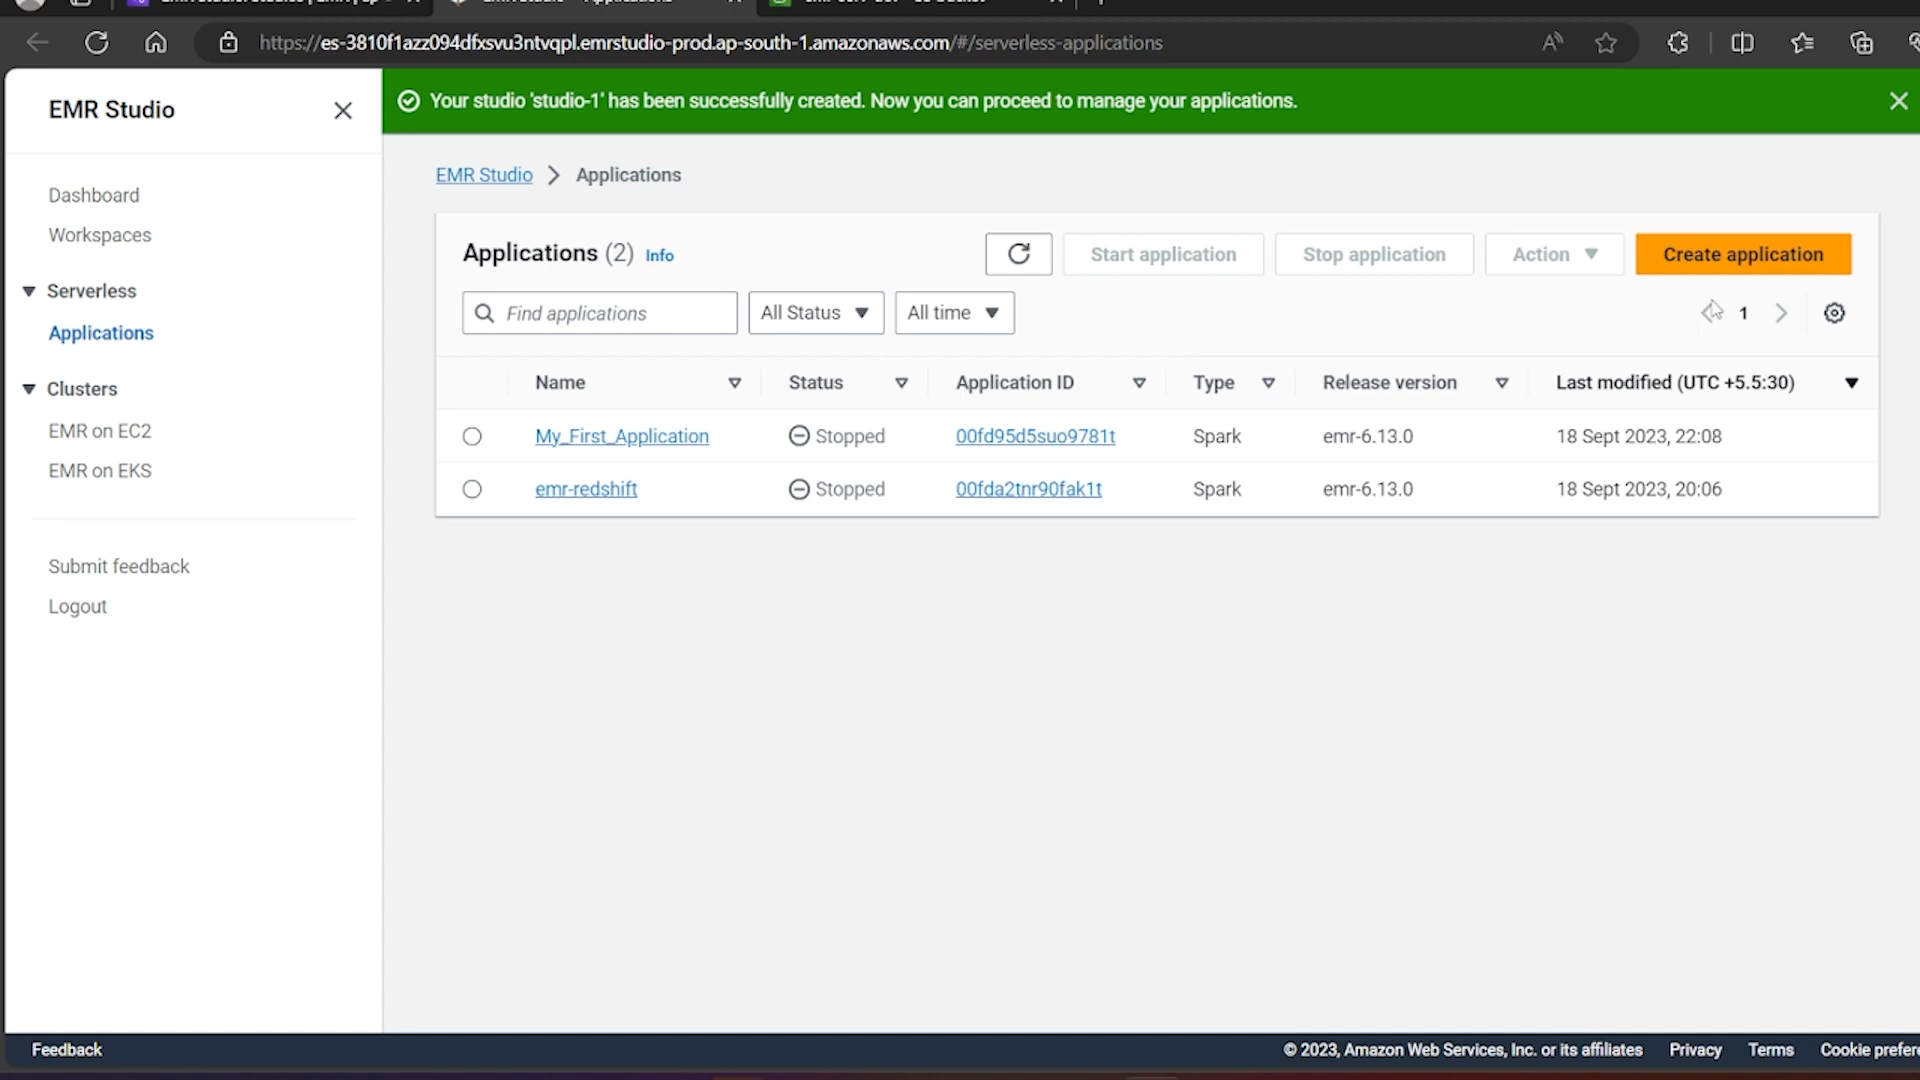 https://es-3810f1azz094dfxsvu3ntvqpl.emrstudio-prod.ap-south-1.amazonaws.com/#/serverless-applications
EMR Studio
Your studio 'studio-1' has been successfully created. Now you can proceed to manage your applications.
EMR Studio > Applications
Dashboard
Workspaces
Serverless
Applications
Clusters
EMR on EC2
EMR on EKS
Submit feedback
Logout
Applications (2) Info
Start application
Stop application
Action
Create application
Find applications
All Status
All time
1
Name Status Application ID Type Release version Last modified (UTC +5.5:30)
My_First_Application Stopped 00fd95d5suo9781t Spark emr-6.13.0 18 Sept 2023, 22:08
emr-redshift Stopped 00fda2tnr90fak1t Spark emr-6.13.0 18 Sept 2023, 20:06
Feedback © 2023, Amazon Web Services, Inc. or its affiliates Privacy Terms Cookie